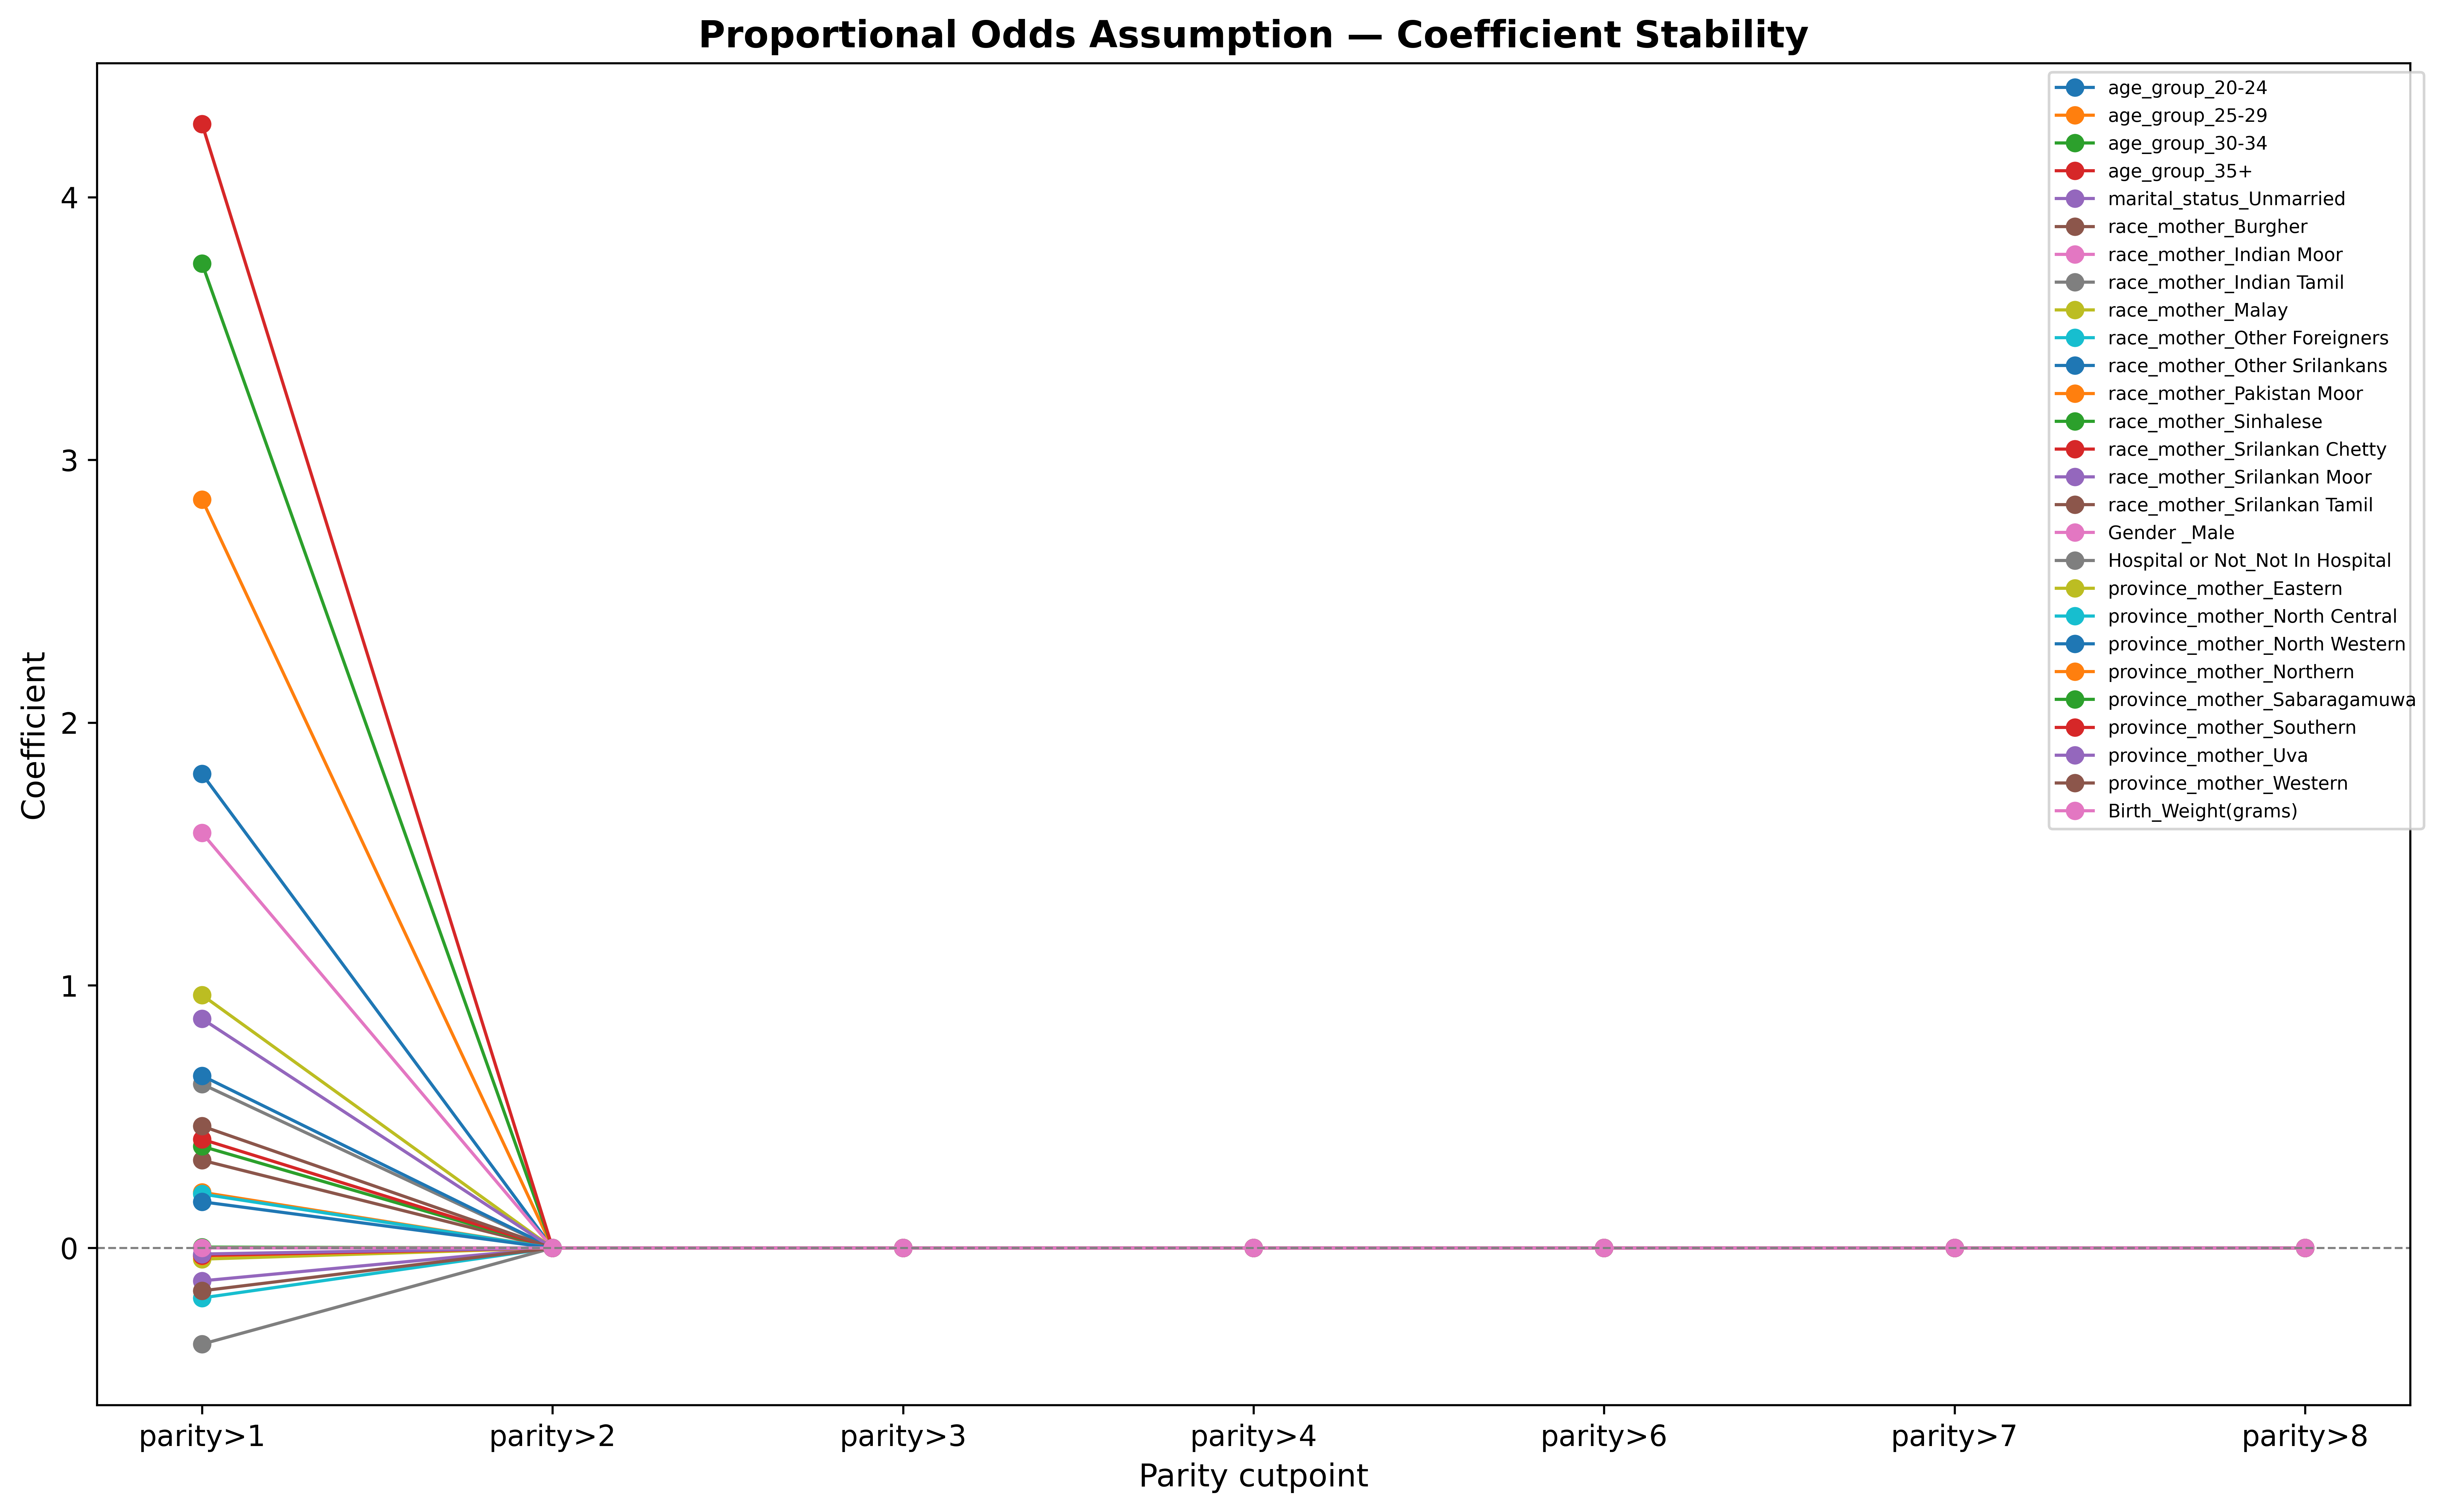 Proportional Odds Assumption — Coefficient Stability
age_group_20-24
age_group_25-29
age_group_30-34
age_group_35+
marital_status_Unmarried
race_mother_Burgher
race_mother_Indian Moor
race_mother_Indian Tamil
race_mother_Malay
race_mother_Other Foreigners
race_mother_Other Srilankans
race_mother_Pakistan Moor
race_mother_Sinhalese
race_mother_Srilankan Chetty
race_mother_Srilankan Moor
race_mother_Srilankan Tamil
Gender _Male
Hospital or Not_Not In Hospital
province_mother_Eastern
province_mother_North Central
province_mother_North Western
province_mother_Northern
province_mother_Sabaragamuwa
province_mother_Southern
province_mother_Uva
province_mother_Western
Birth_Weight(grams)
Coefficient
4
3
2
1
0
parity>1 parity>2 parity>3 parity>4 parity>6 parity>7 parity>8
Parity cutpoint